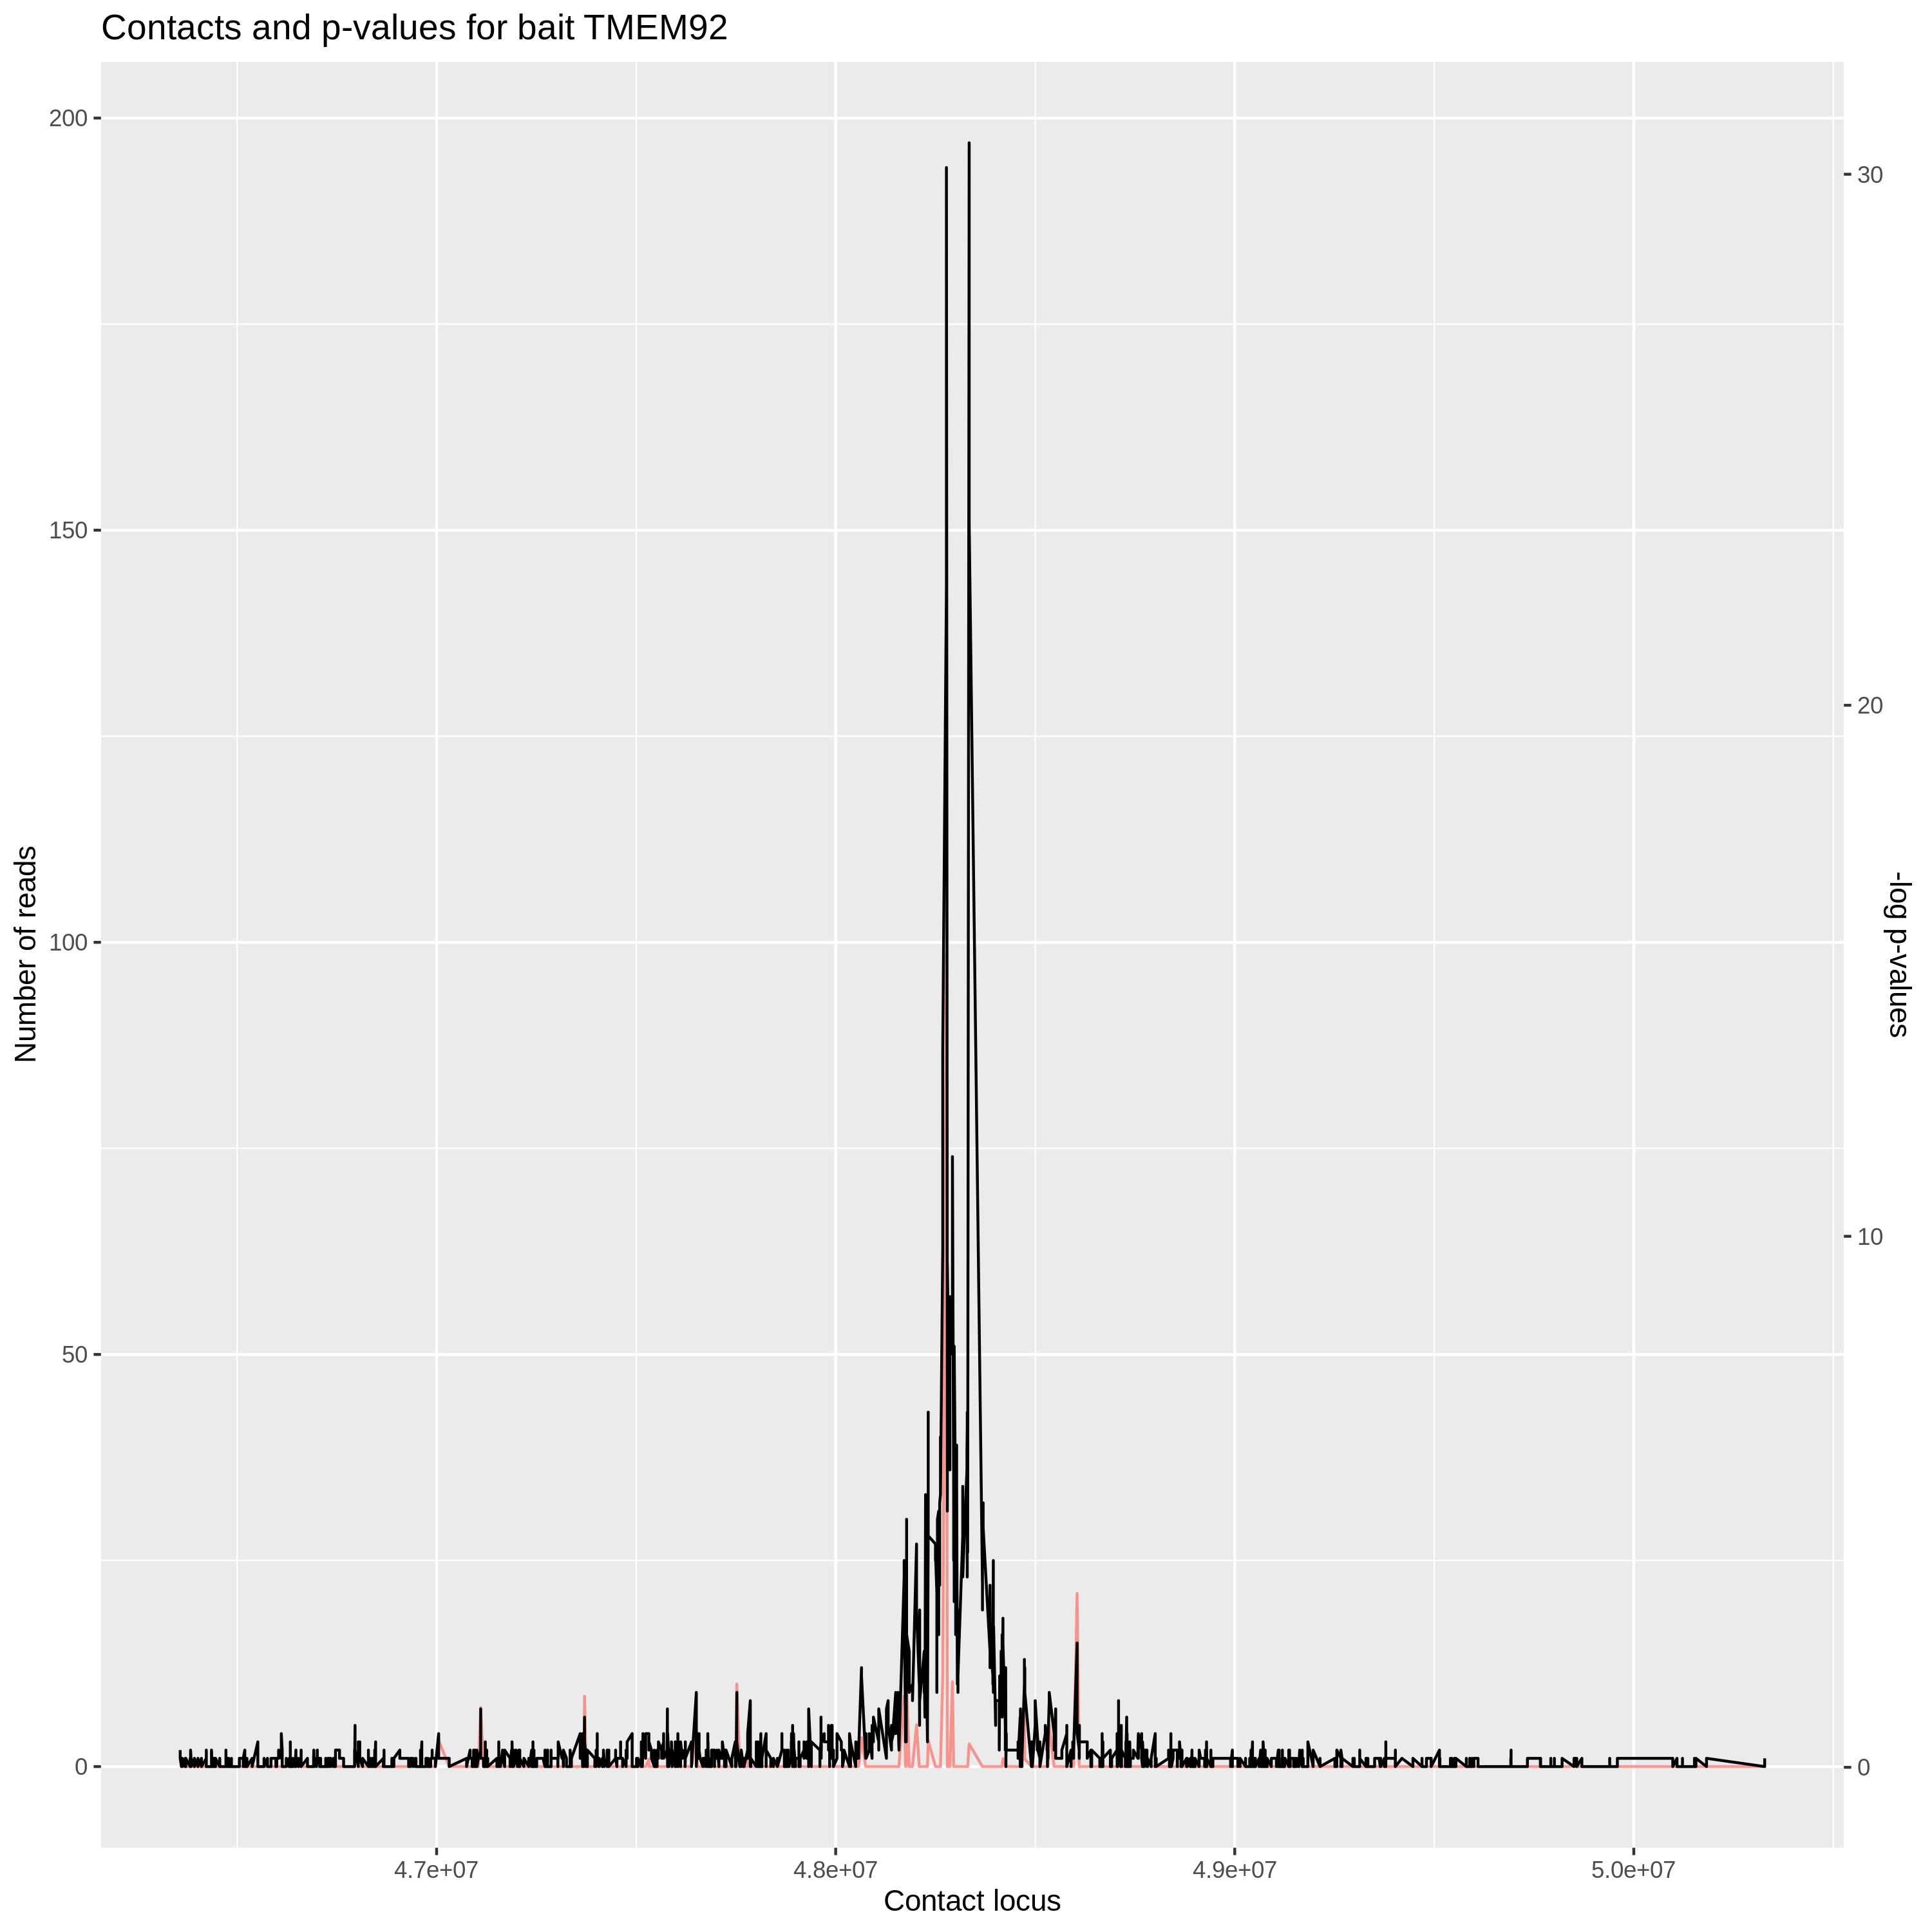 Contacts and p-values for bait TMEM92
200
150
100
50
0
Number of reads
30
20
10
0
-log p-values
4.7e+07
4.8e+07
4.9e+07
5.0e+07
Contact locus